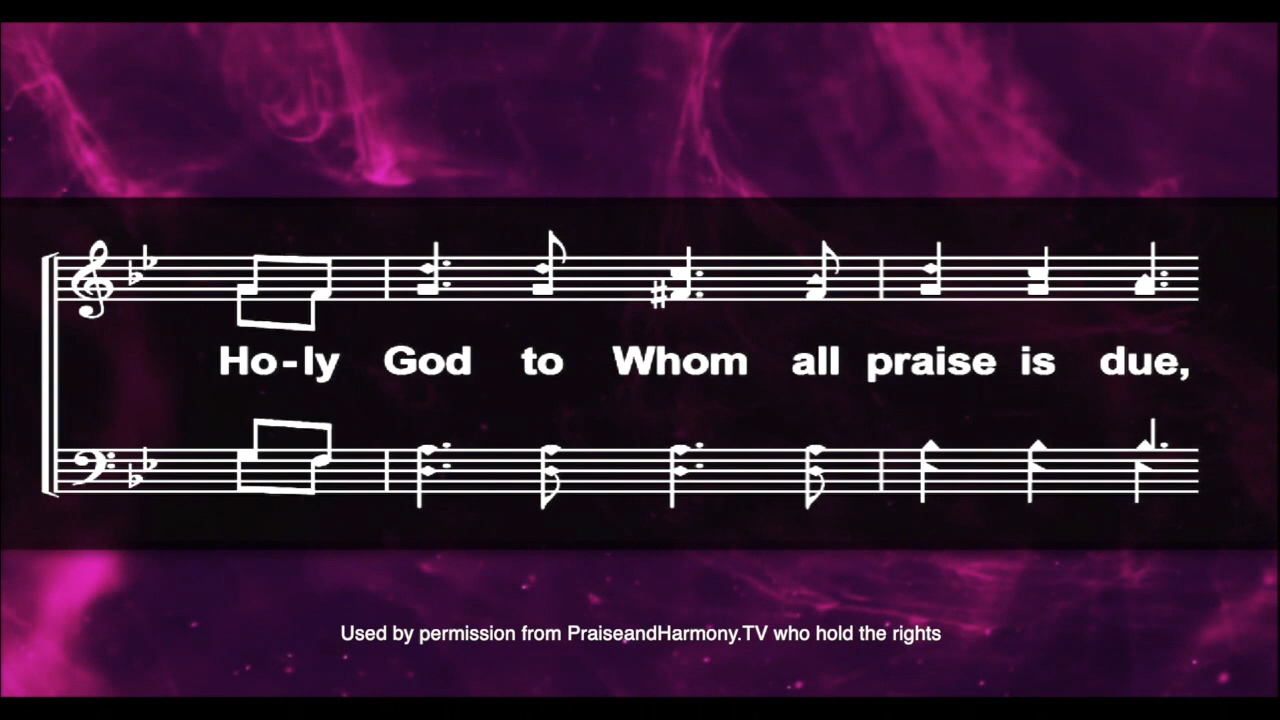 Ho-ly God to Whom all praise is due,
Used by permission from PraiseandHarmony.TV who hold the rights